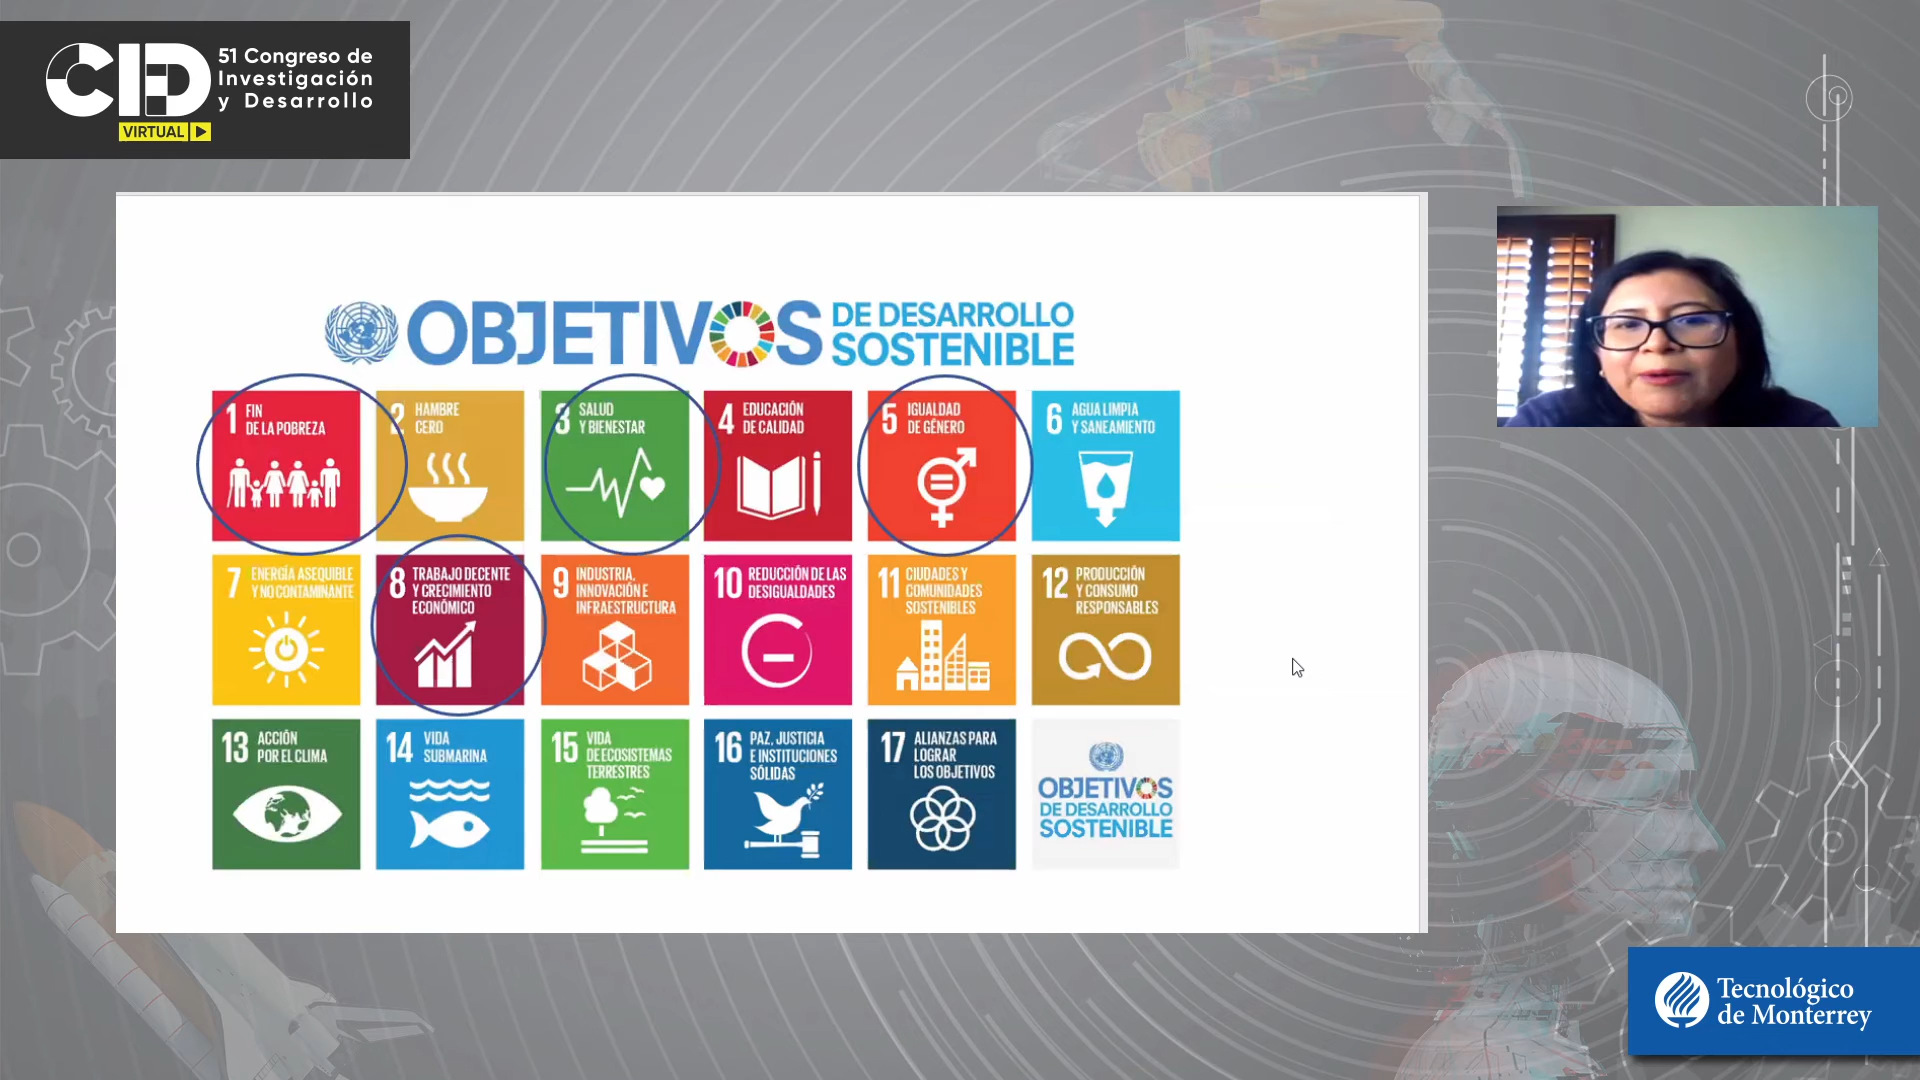 CID
51 Congreso de
Investigación
y Desarrollo
VIRTUAL
OBJETIVOS
DE DESARROLLO
SOSTENIBLE
1 FIN
DE LA POBREZA
2 HAMBRE
CERO
3 SALUD
Y BIENESTAR
4 EDUCACIÓN
DE CALIDAD
5 IGUALDAD
DE GÉNERO
6 AGUA LIMPIA
Y SANEAMIENTO
7 ENERGÍA ASEQUIBLE
Y NO CONTAMINANTE
8 TRABAJO DECENTE
Y CRECIMIENTO
ECONÓMICO
9 INDUSTRIA,
INNOVACIÓN E
INFRAESTRUCTURA
10 REDUCCIÓN DE LAS
DESIGUALDADES
11 CIUDADES Y
COMUNIDADES
SOSTENIBLES
12 PRODUCCIÓN
Y CONSUMO
RESPONSABLES
13 ACCIÓN
POR EL CLIMA
14 VIDA
SUBMARINA
15 VIDA
DE ECOSISTEMAS
TERRESTRES
16 PAZ, JUSTICIA
E INSTITUCIONES
SÓLIDAS
17 ALIANZAS PARA
LOGRAR
LOS OBJETIVOS
OBJETIVOS
DE DESARROLLO
SOSTENIBLE
Tecnológico
de Monterrey